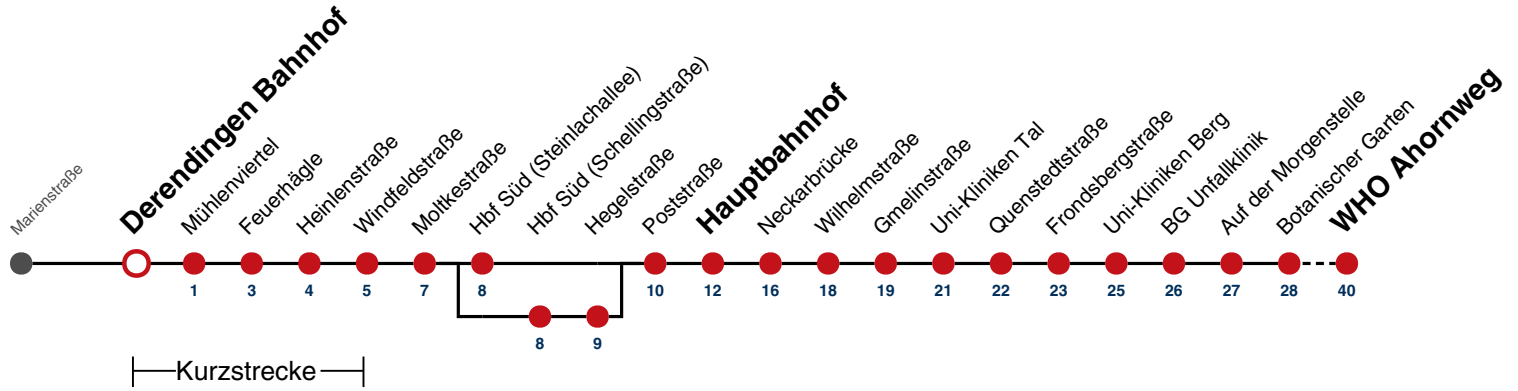 Marienstraße
Derendingen Bahnhof
Mühlenviertel
Feuerhägle
Heinlenstraße
Windfeldstraße
Moltkestraße
Hbf Süd (Steinlachallee)
Hbf Süd (Schellingstraße)
Hegelstraße
Poststraße
Hauptbahnhof
Neckarbrücke
Wilhelmstraße
Gmelinstraße
Uni-Kliniken Tal
Quenstedtstraße
Frondsbergstraße
Uni-Kliniken Berg
BG Unfallklinik
Auf der Morgenstelle
Botanischer Garten
WHO Ahornweg
1 3 4 5 7 8 10 12 16 18 19 21 22 23 25 26 27 28 40
8 9
Kurzstrecke